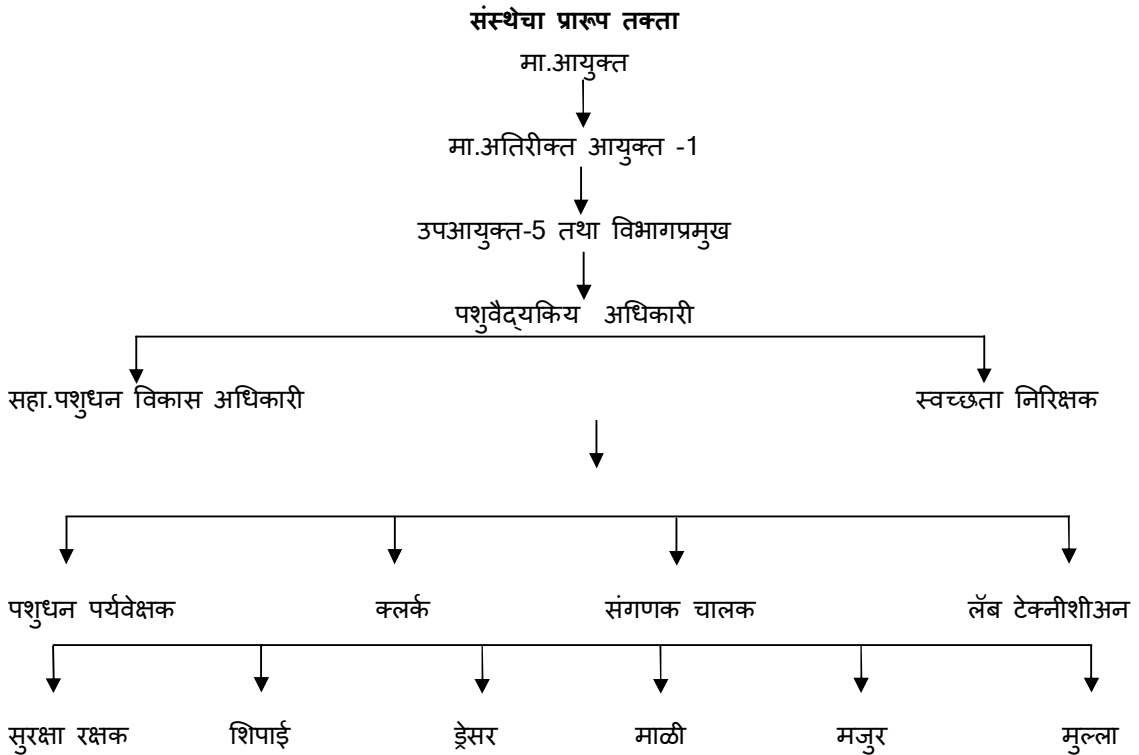 संस्थेचा प्रारूप तक्ता
मा.आयुक्त
मा.अतिरीक्त आयुक्त -1
उपआयुक्त-5 तथा विभागप्रमुख
पशुवैद्यकिय अधिकारी
सहा.पशुधन विकास अधिकारी स्वच्छता निरिक्षक
पशुधन पर्यवेक्षक क्लर्क संगणक चालक लॅब टेक्नीशीअन
सुरक्षा रक्षक शिपाई ड्रेसर माळी मजुर मुल्ला